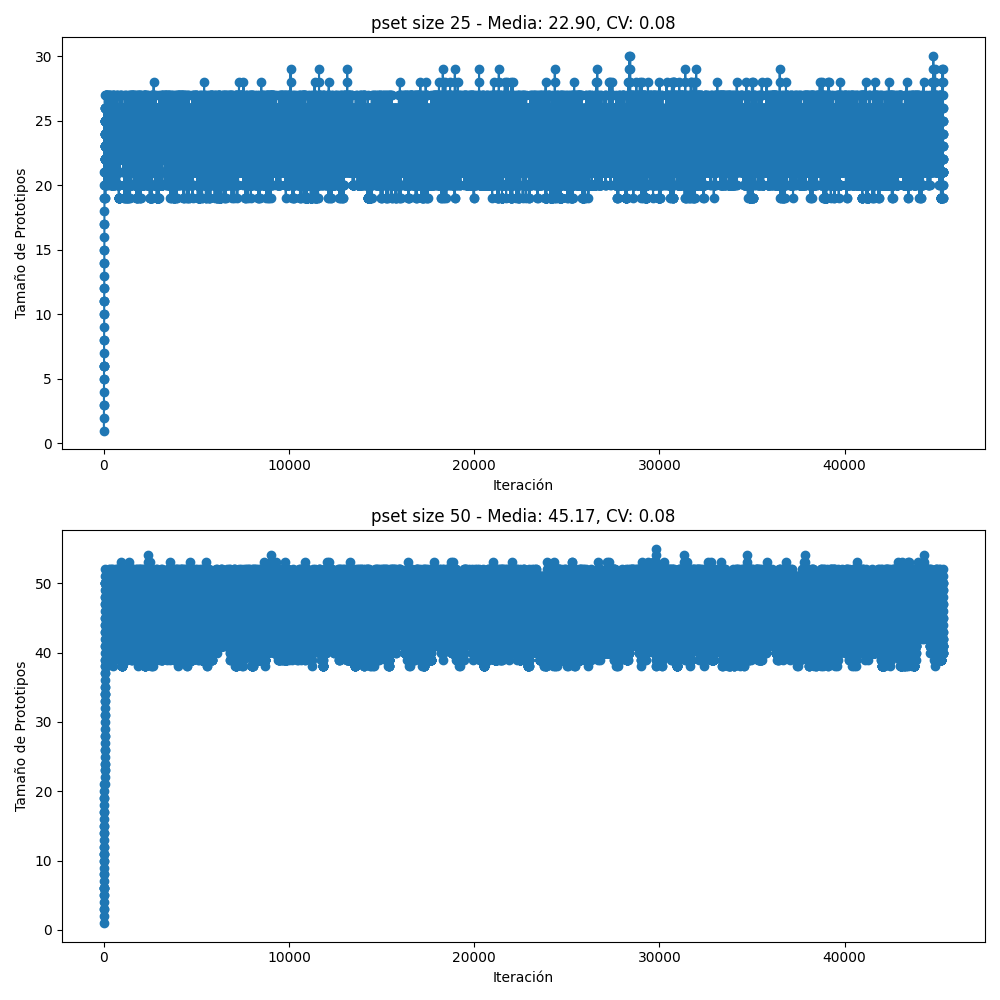 pset size 25 - Media: 22.90, CV: 0.08
30
25
20
15
10
5
0
Tamaño de Prototipos
0 10000 20000 30000 40000
Iteración
pset size 50 - Media: 45.17, CV: 0.08
50
40
30
20
10
0
Tamaño de Prototipos
0 10000 20000 30000 40000
Iteración